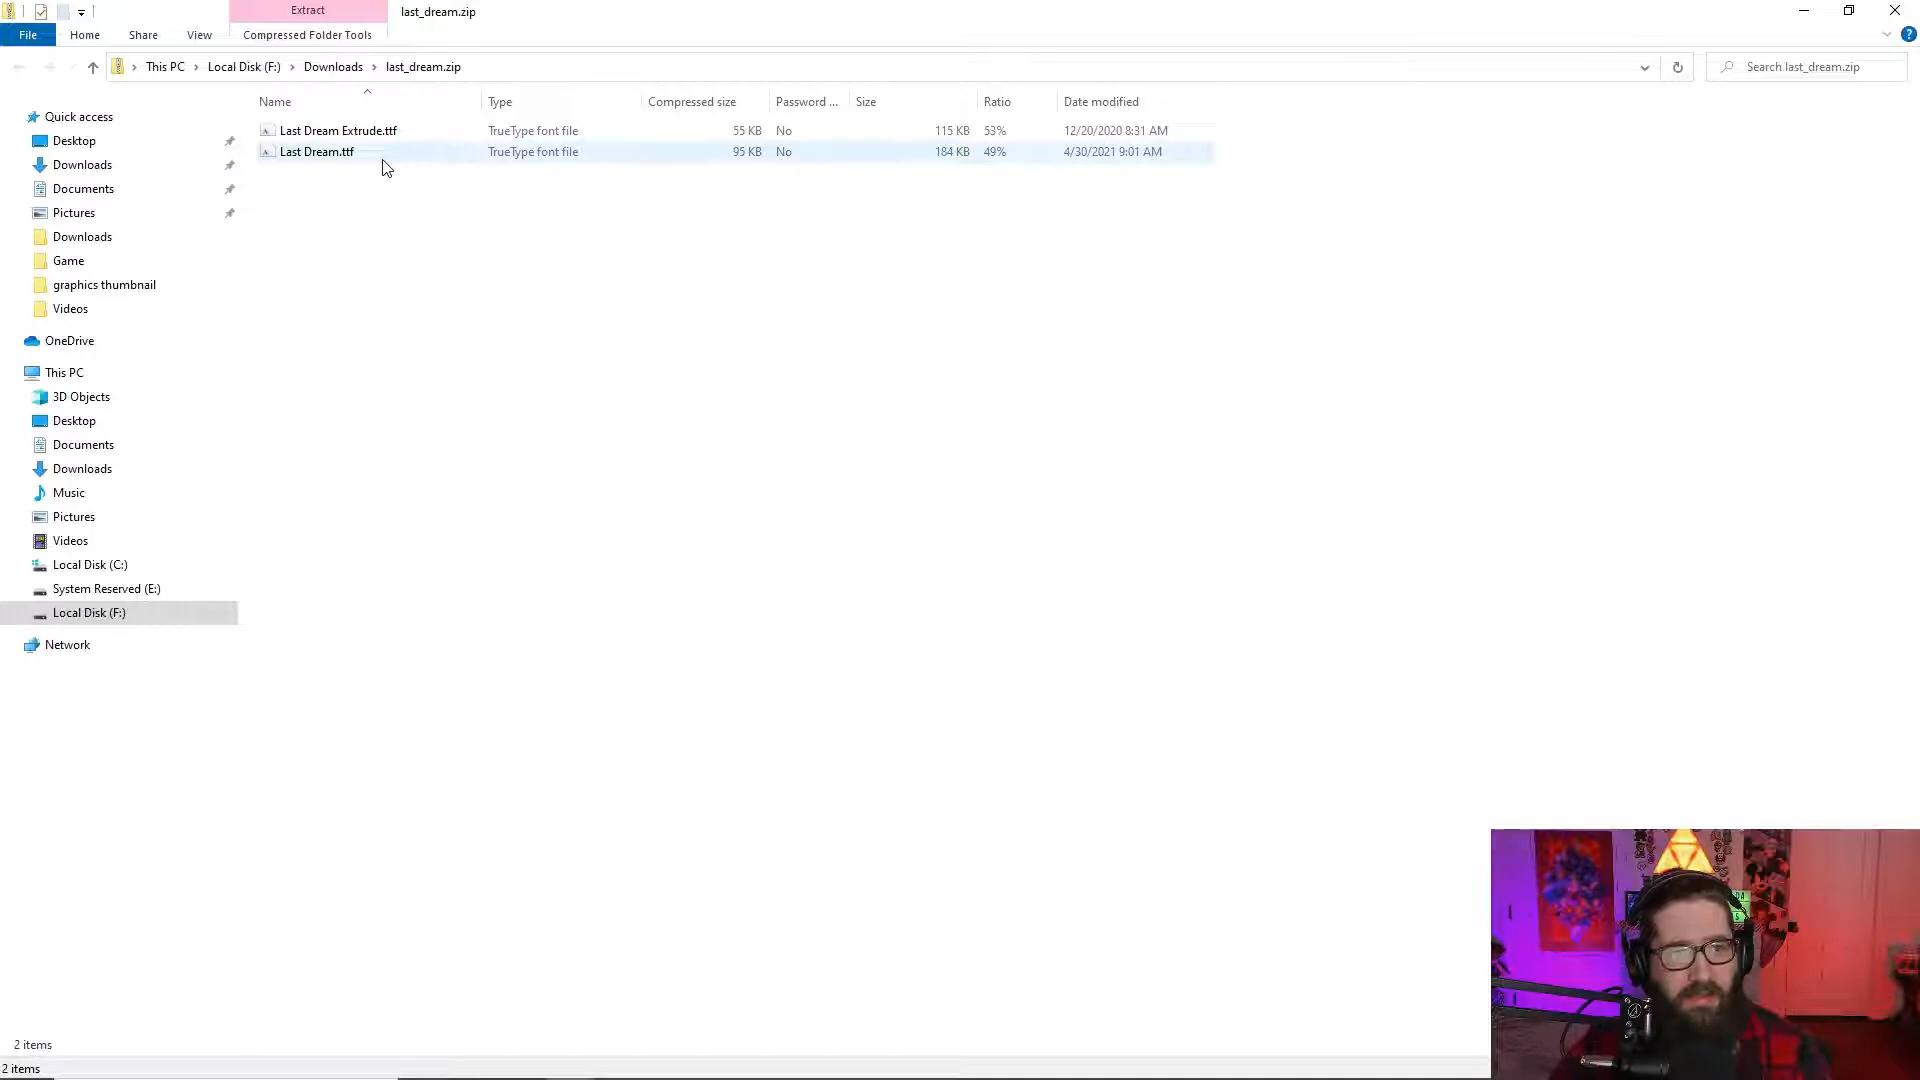 Extract
last_dream.zip
File
Home
Share
View
Compressed Folder Tools
This PC
Local Disk (F:)
Downloads
last_dream.zip
Search last_dream.zip
Name
Type
Compressed size
Password ...
Size
Ratio
Date modified
Last Dream Extrude.ttf
TrueType font file
55 KB
No
115 KB
53%
12/20/2020 8:31 AM
Last Dream.ttf
TrueType font file
95 KB
No
184 KB
49%
4/30/2021 9:01 AM
Quick access
Desktop
Downloads
Documents
Pictures
Downloads
Game
graphics thumbnail
Videos
OneDrive
This PC
3D Objects
Desktop
Documents
Downloads
Music
Pictures
Videos
Local Disk (C:)
System Reserved (E:)
Local Disk (F:)
Network
2 items
2 items